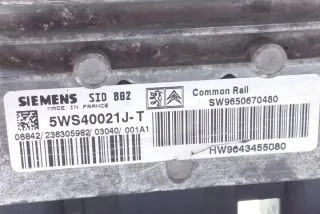 SIEMENS SID 802
MADE IN FRANCE
5WS40021J-T
06842/236305982/03040/001A1
Common Rail
SW9650670480
HW9643455080